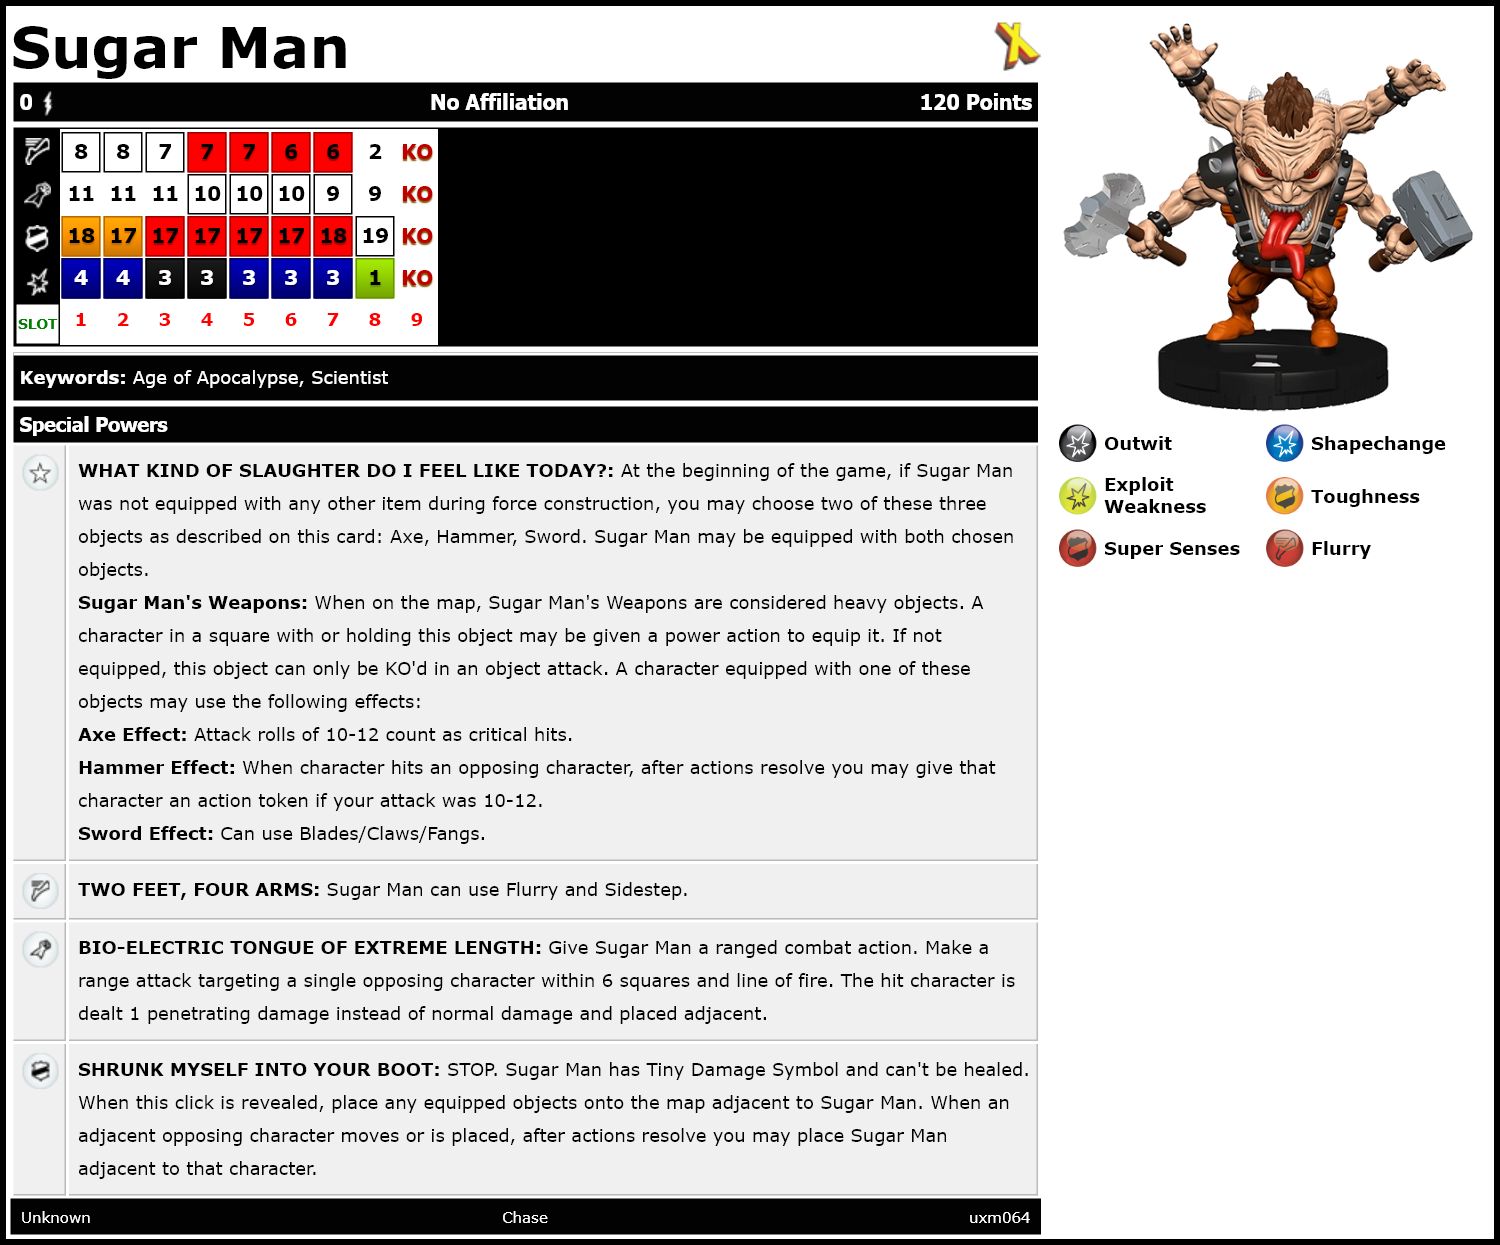 Sugar Man
0 No Affiliation 120 Points
8 8 7 7 7 6 6 2 KO
11 11 11 10 10 10 9 9 KO
18 17 17 17 17 17 18 19 KO
4 4 3 3 3 3 3 1 KO
SLOT 1 2 3 4 5 6 7 8 9
Keywords: Age of Apocalypse, Scientist
Special Powers
WHAT KIND OF SLAUGHTER DO I FEEL LIKE TODAY?: At the beginning of the game, if Sugar Man
was not equipped with any other item during force construction, you may choose two of these three
objects as described on this card: Axe, Hammer, Sword. Sugar Man may be equipped with both chosen
objects.
Sugar Man's Weapons: When on the map, Sugar Man's Weapons are considered heavy objects. A
character in a square with or holding this object may be given a power action to equip it. If not
equipped, this object can only be KO'd in an object attack. A character equipped with one of these
objects may use the following effects:
Axe Effect: Attack rolls of 10-12 count as critical hits.
Hammer Effect: When character hits an opposing character, after actions resolve you may give that
character an action token if your attack was 10-12.
Sword Effect: Can use Blades/Claws/Fangs.
TWO FEET, FOUR ARMS: Sugar Man can use Flurry and Sidestep.
BIO-ELECTRIC TONGUE OF EXTREME LENGTH: Give Sugar Man a ranged combat action. Make a
range attack targeting a single opposing character within 6 squares and line of fire. The hit character is
dealt 1 penetrating damage instead of normal damage and placed adjacent.
SHRUNK MYSELF INTO YOUR BOOT: STOP. Sugar Man has Tiny Damage Symbol and can't be healed.
When this click is revealed, place any equipped objects onto the map adjacent to Sugar Man. When an
adjacent opposing character moves or is placed, after actions resolve you may place Sugar Man
adjacent to that character.
Unknown Chase uxm064
Outwit Shapechange
Exploit
Weakness
Toughness
Super Senses Flurry